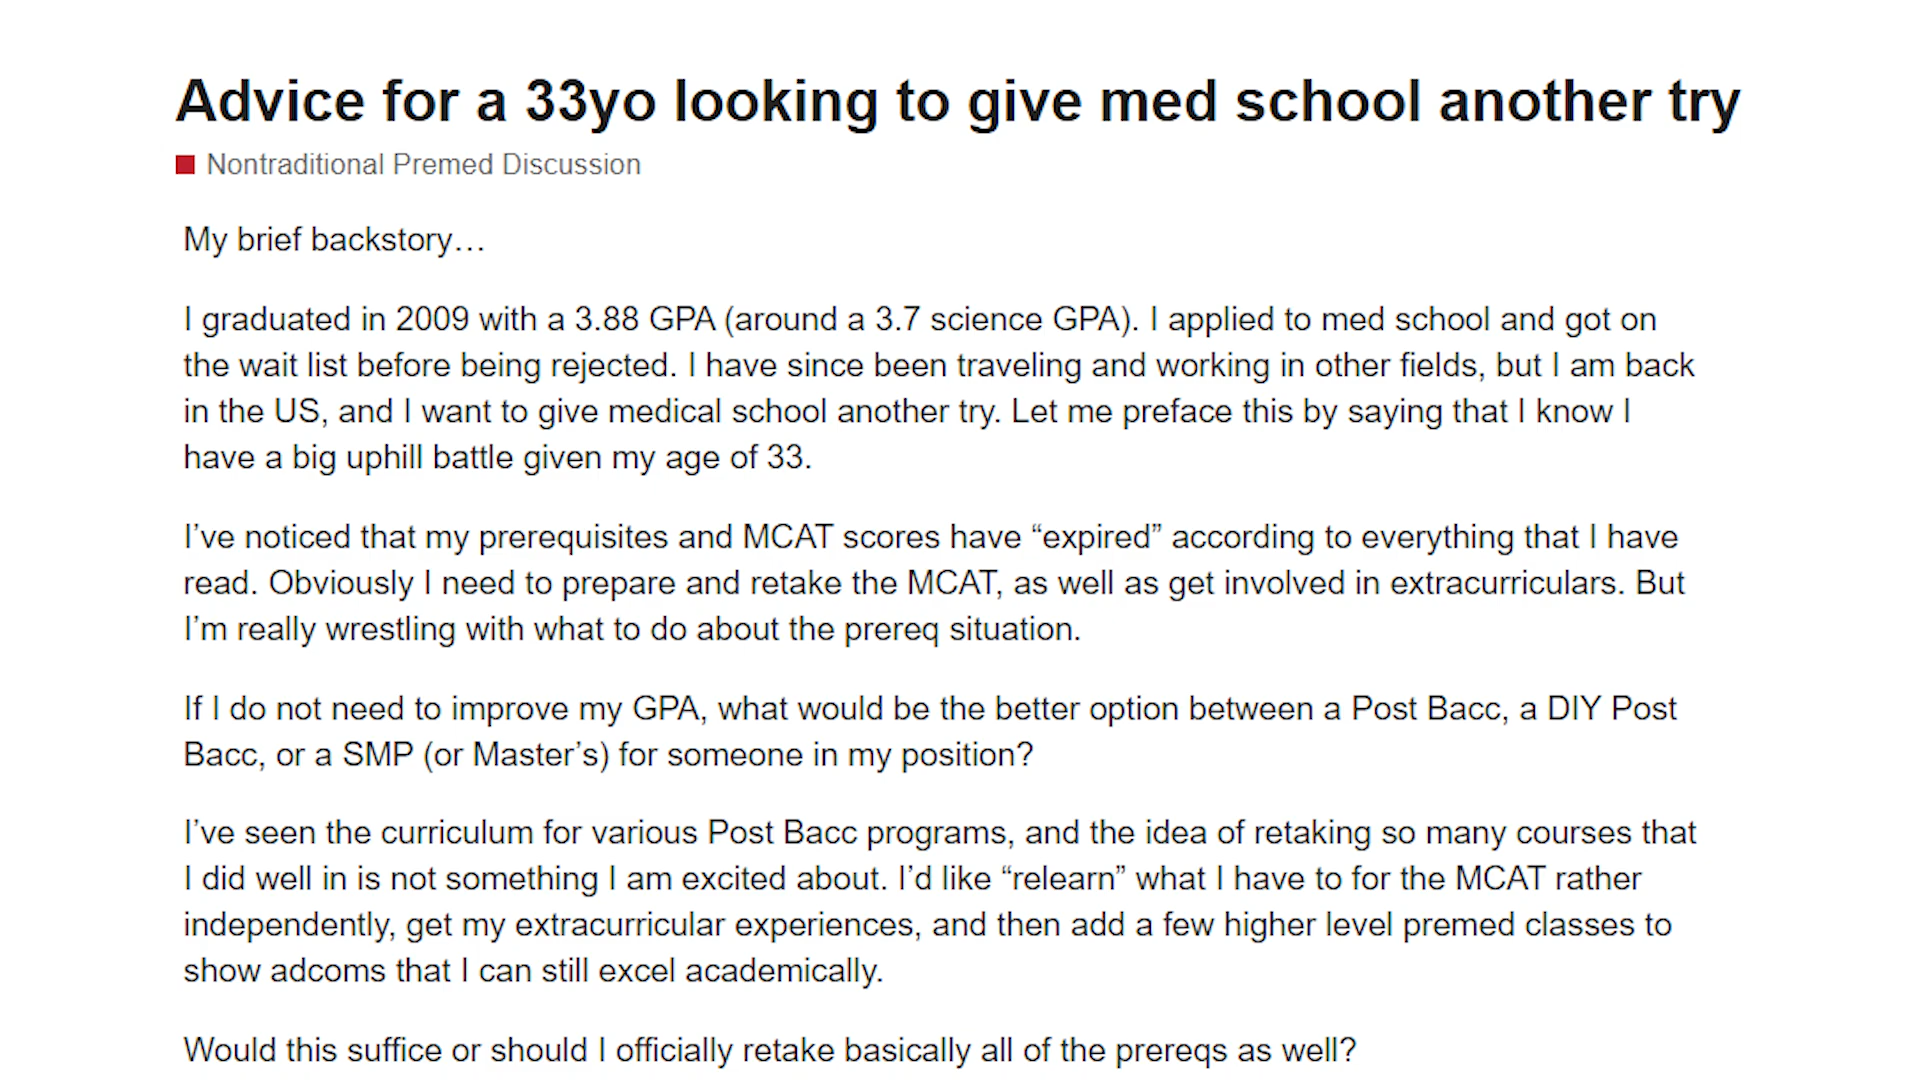 Advice for a 33yo looking to give med school another try
Nontraditional Premed Discussion
My brief backstory…
I graduated in 2009 with a 3.88 GPA (around a 3.7 science GPA). I applied to med school and got on
the wait list before being rejected. I have since been traveling and working in other fields, but I am back
in the US, and I want to give medical school another try. Let me preface this by saying that I know I
have a big uphill battle given my age of 33.
I’ve noticed that my prerequisites and MCAT scores have “expired” according to everything that I have
read. Obviously I need to prepare and retake the MCAT, as well as get involved in extracurriculars. But
I’m really wrestling with what to do about the prereq situation.
If I do not need to improve my GPA, what would be the better option between a Post Bacc, a DIY Post
Bacc, or a SMP (or Master’s) for someone in my position?
I’ve seen the curriculum for various Post Bacc programs, and the idea of retaking so many courses that
I did well in is not something I am excited about. I’d like “relearn” what I have to for the MCAT rather
independently, get my extracurricular experiences, and then add a few higher level premed classes to
show adcoms that I can still excel academically.
Would this suffice or should I officially retake basically all of the prereqs as well?